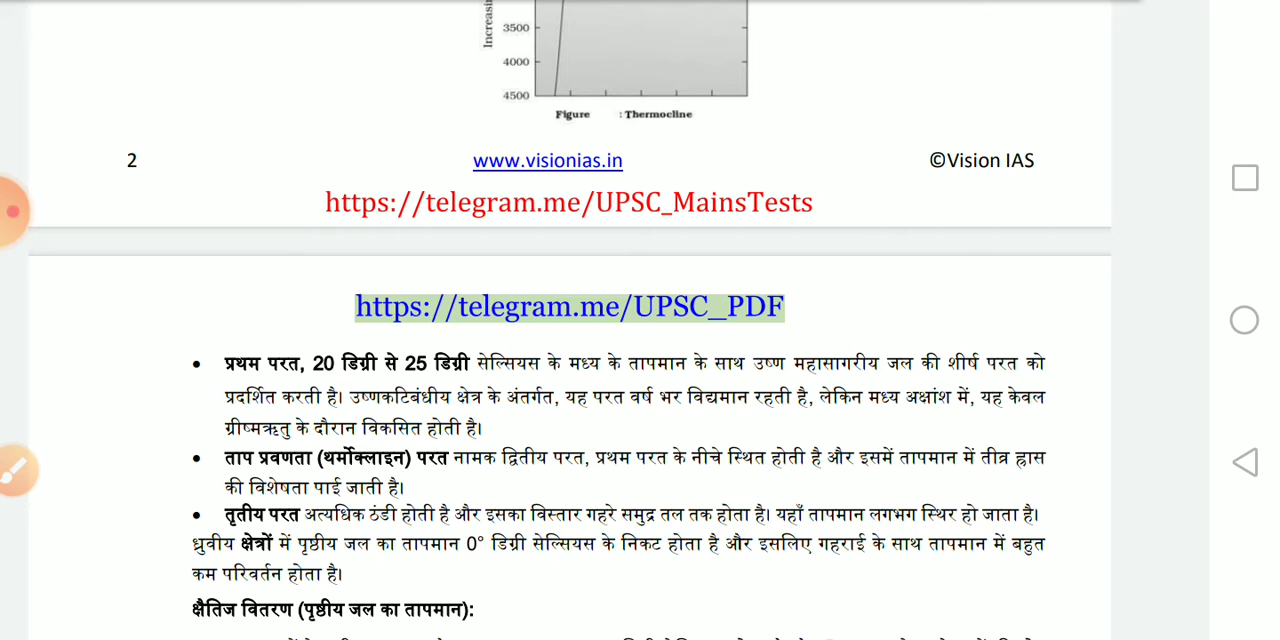 Increasin
3500
4000
4500
Figure : Thermocline
2 www.visionias.in ©Vision IAS
https://telegram.me/UPSC_MainsTests
https://telegram.me/UPSC_PDF
• प्रथम परत, 20 डिग्री से 25 डिग्री सेल्सियस के मध्य के तापमान के साथ उष्ण महासागरीय जल की शीर्ष परत को
प्रदर्शित करती है। उष्णकटिबंधीय क्षेत्र के अंतर्गत, यह परत वर्ष भर विद्यमान रहती है, लेकिन मध्य अक्षांश में, यह केवल
ग्रीष्मऋतु के दौरान विकसित होती है।
• ताप प्रवणता (थर्मोक्लाइन) परत नामक द्वितीय परत, प्रथम परत के नीचे स्थित होती है और इसमें तापमान में तीव्र ह्रास
की विशेषता पाई जाती है।
• तृतीय परत अत्यधिक ठंडी होती है और इसका विस्तार गहरे समुद्र तल तक होता है। यहाँ तापमान लगभग स्थिर हो जाता है।
ध्रुवीय क्षेत्रों में पृष्ठीय जल का तापमान 0° डिग्री सेल्सियस के निकट होता है और इसलिए गहराई के साथ तापमान में बहुत
कम परिवर्तन होता है।
क्षैतिज वितरण (पृष्ठीय जल का तापमान):